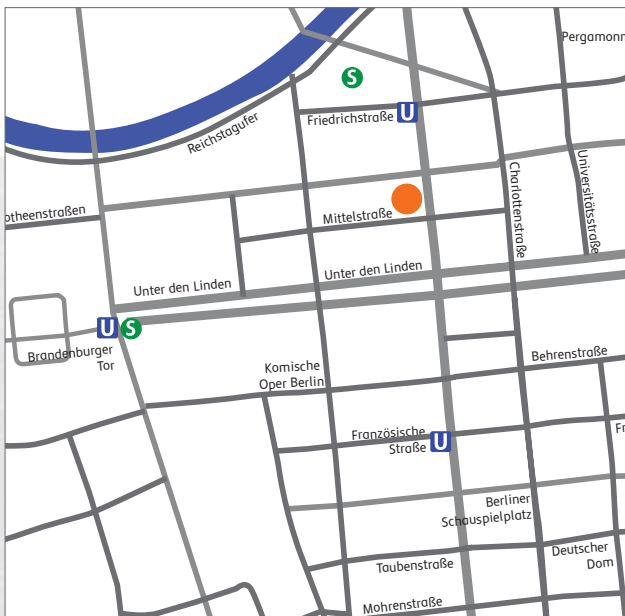 Pergamonm
S
U
Friedrichstraße
Reichstagufer
otheenstraßen
Mittelstraße
Charlottenstraße
Universitätsstraße
Unter den Linden
Unter den Linden
U S
Brandenburger
Tor
Komische
Oper Berlin
Behrenstraße
Französische
Straße
U
Fr
Berliner
Schauspielplatz
Taubenstraße
Deutscher
Dom
Mohrenstraße